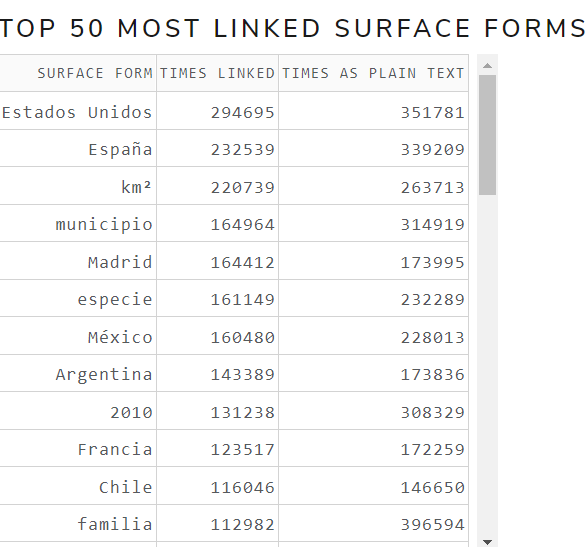 TOP 50 MOST LINKED SURFACE FORMS
SURFACE FORM TIMES LINKED TIMES AS PLAIN TEXT
Estados Unidos 294695 351781
España 232539 339209
km² 220739 263713
municipio 164964 314919
Madrid 164412 173995
especie 161149 232289
México 160480 228013
Argentina 143389 173836
2010 131238 308329
Francia 123517 172259
Chile 116046 146650
familia 112982 396594